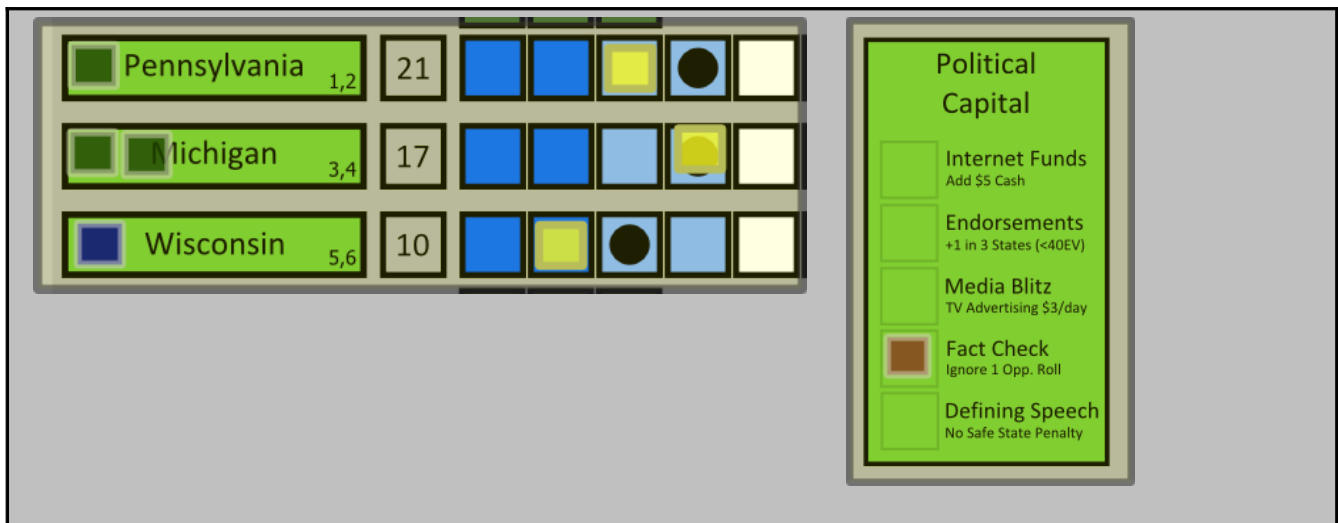 Pennsylvania 1,2 21
Michigan 3,4 17
Wisconsin 5,6 10
Political
Capital
Internet Funds
Add $5 Cash
Endorsements
+1 in 3 States (<40EV)
Media Blitz
TV Advertising $3/day
Fact Check
Ignore 1 Opp. Roll
Defining Speech
No Safe State Penalty